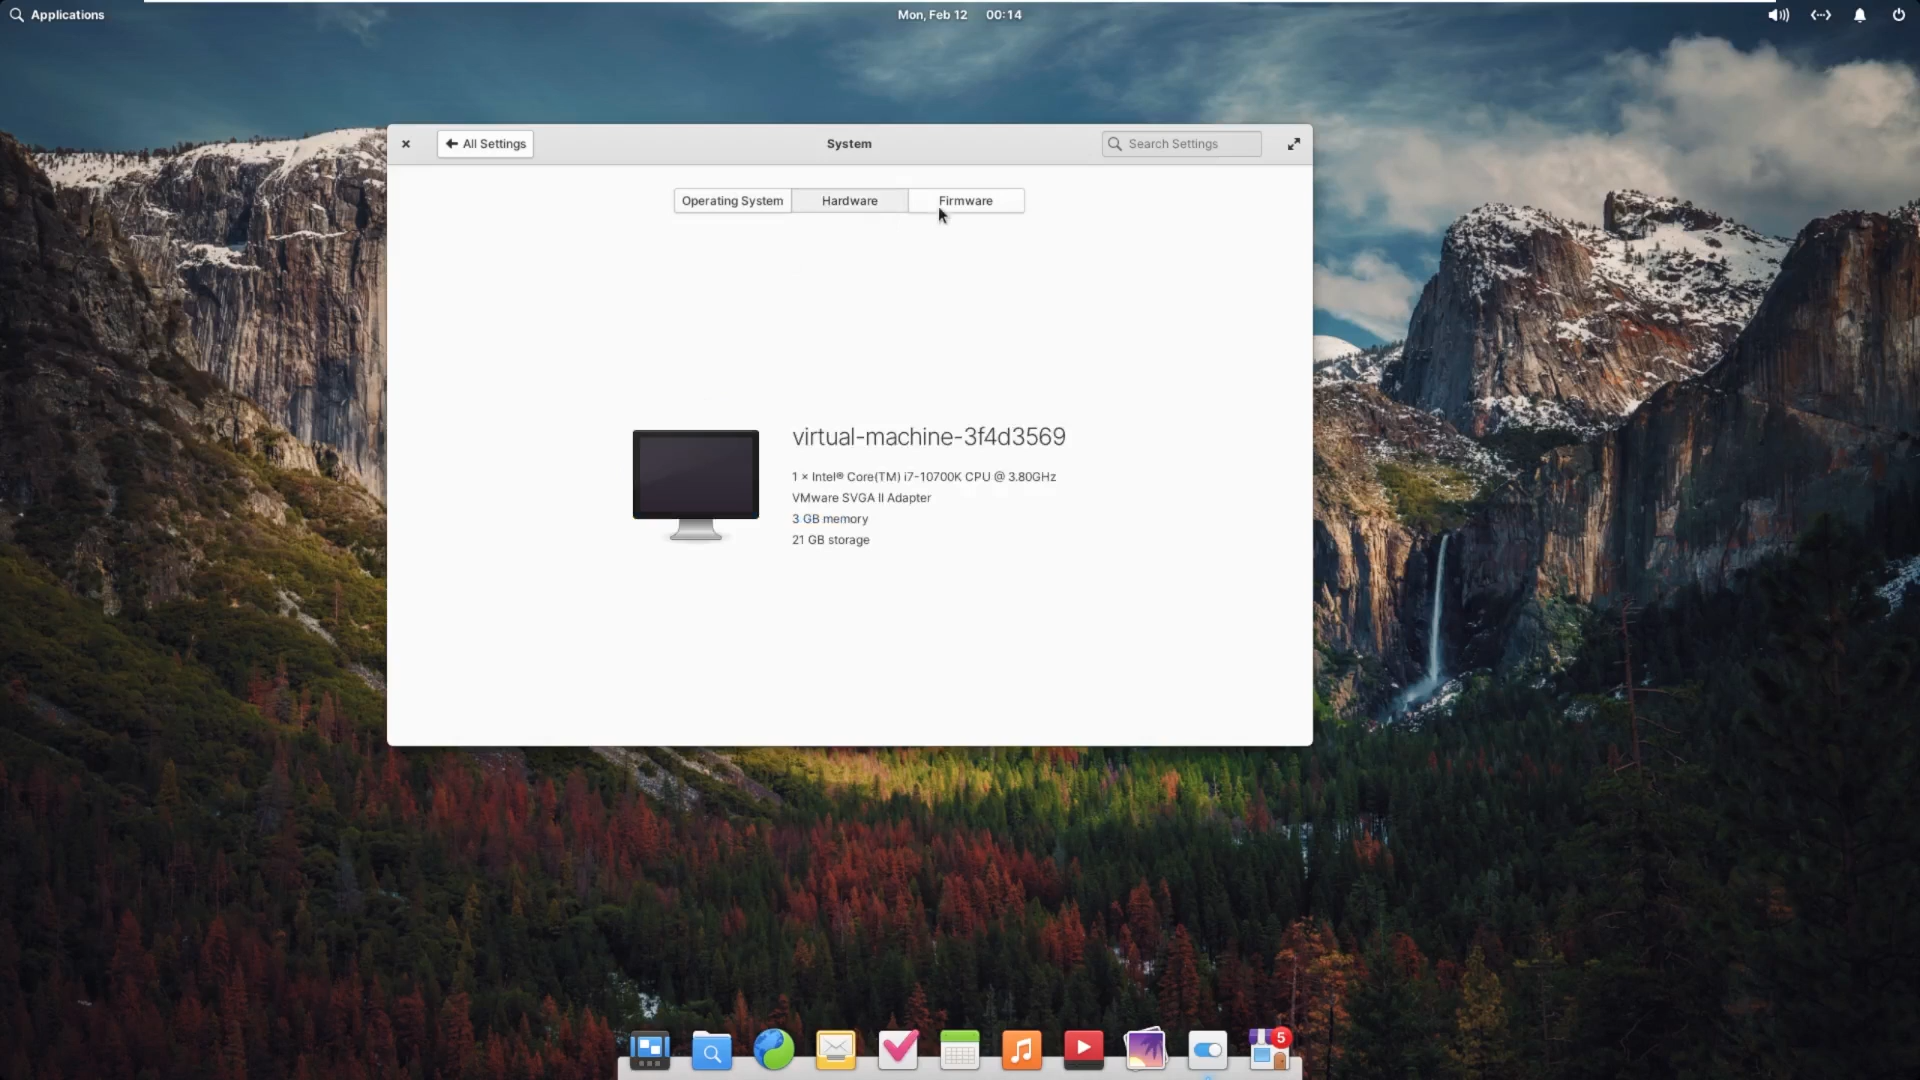 Applications
Mon, Feb 12 00:14
All Settings
System
Search Settings
Operating System
Hardware
Firmware
virtual-machine-3f4d3569
1 × Intel® Core(TM) i7-10700K CPU @ 3.80GHz
VMware SVGA II Adapter
3 GB memory
21 GB storage
5